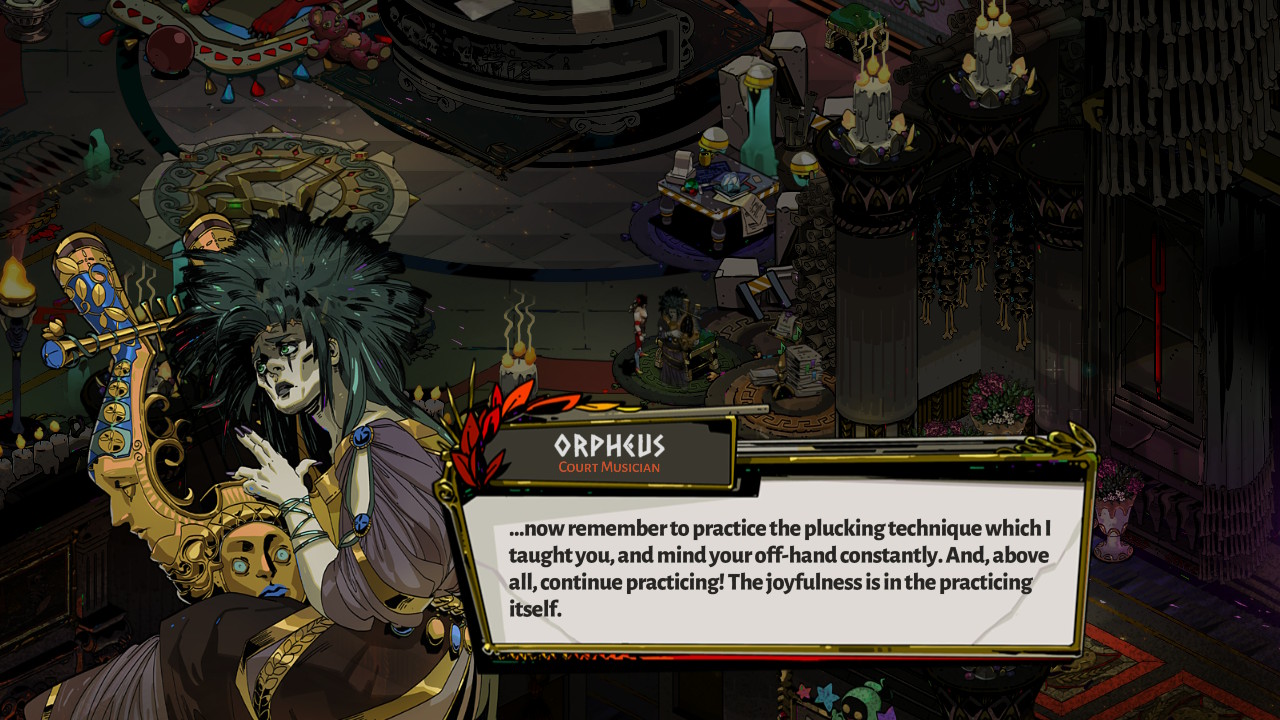 ORPHEUS
Court Musician
...now remember to practice the plucking technique which I
taught you, and mind your off-hand constantly. And, above
all, continue practicing! The joyfulness is in the practicing
itself.